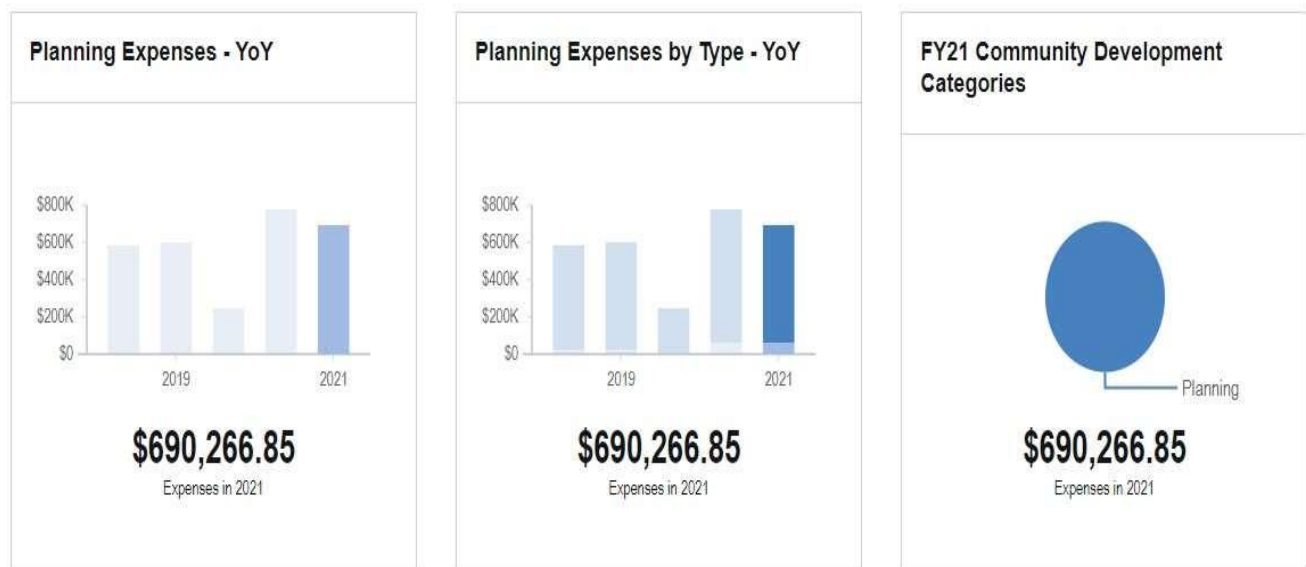 Planning Expenses - YoY
$800K
$600K
$400K
$200K
$0
2019
2021
$690,266.85
Expenses in 2021
Planning Expenses by Type - YoY
$800K
$600K
$400K
$200K
$0
2019
2021
$690,266.85
Expenses in 2021
FY21 Community Development
Categories
Planning
$690,266.85
Expenses in 2021